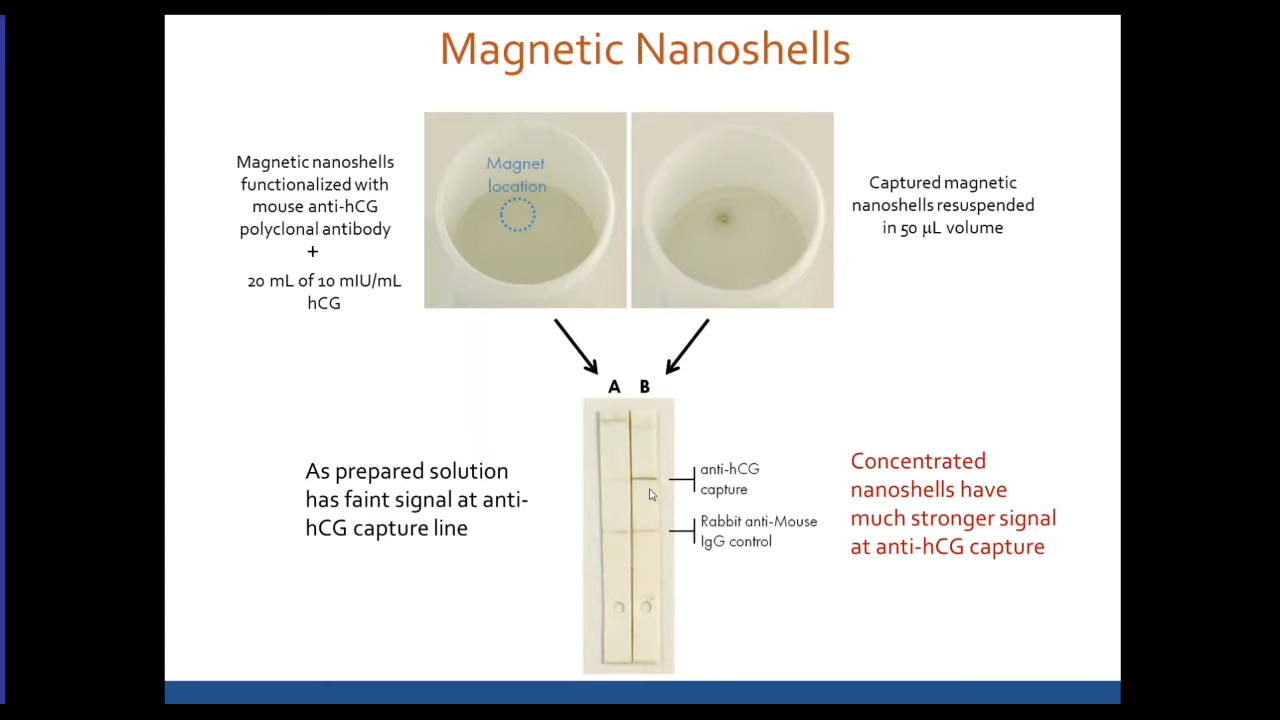 Magnetic Nanoshells
Magnetic nanoshells
functionalized with
mouse anti-hCG
polyclonal antibody
+
20 mL of 10 mIU/mL
hCG
Magnet
location
Captured magnetic
nanoshells resuspended
in 50 μL volume
A B
As prepared solution
has faint signal at anti-
hCG capture line
anti-hCG
capture
Rabbit anti-Mouse
IgG control
Concentrated
nanoshells have
much stronger signal
at anti-hCG capture